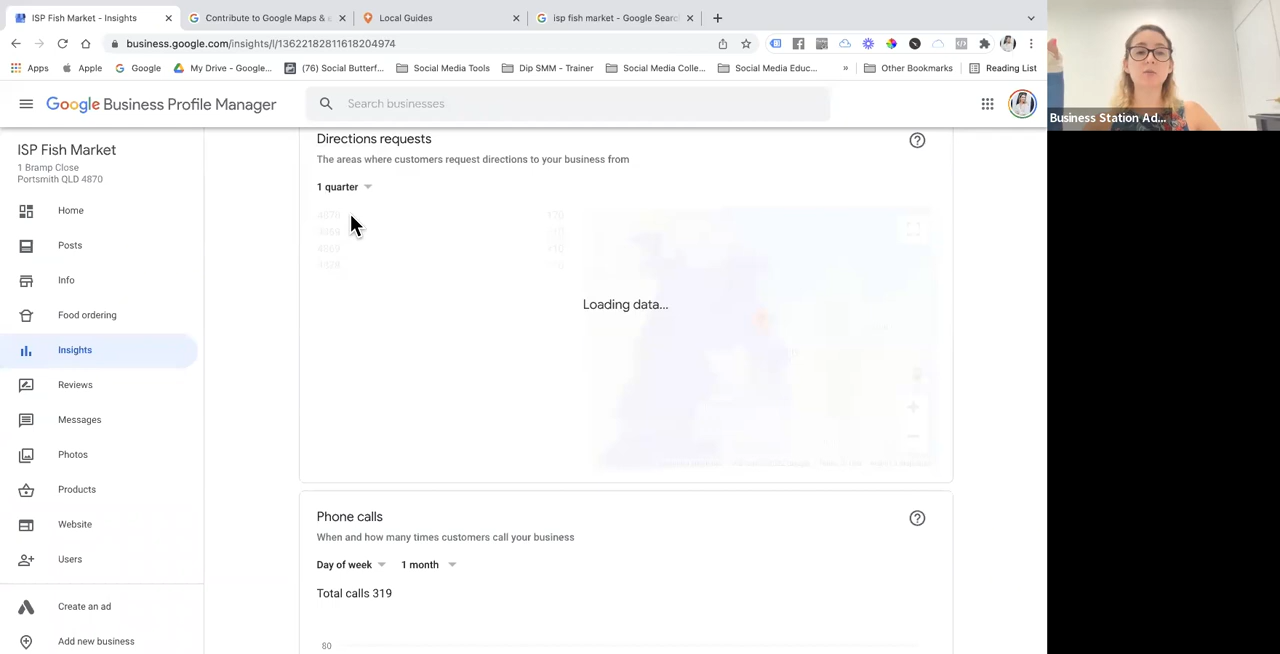 ISP Fish Market - Insights
Contribute to Google Maps & e
Local Guides
isp fish market - Google Searc
business.google.com/insights/l/13622182811618204974
Apps
Apple
Google
My Drive - Google...
(76) Social Butterf...
Social Media Tools
Dip SMM - Trainer
Social Media Colle...
Social Media Educ...
»
Other Bookmarks
Reading List
Google Business Profile Manager
Search businesses
Business Station Ad...
ISP Fish Market
1 Bramp Close
Portsmith QLD 4870
Home
Posts
Info
Food ordering
Insights
Reviews
Messages
Photos
Products
Website
Users
Create an ad
Add new business
Directions requests
The areas where customers request directions to your business from
1 quarter
4870
4869
Loading data...
Phone calls
When and how many times customers call your business
Day of week
1 month
Total calls 319
80